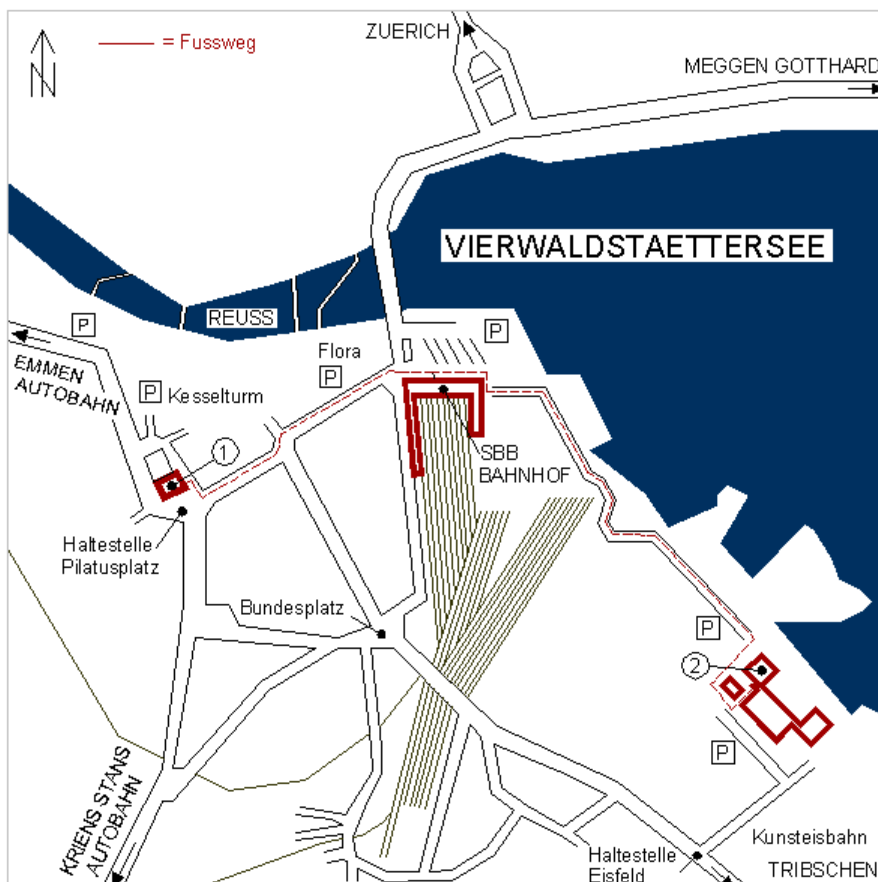 ZUERICH
= Fussweg
N
MEGGEN GOTTHARD
VIERWALDSTAETTERSEE
REUSS
P
P
EMMEN
AUTOBAHN
Flora
P
P
Kesselturm
1
SBB
BAHNHOF
Haltestelle
Pilatusplatz
P
Bundesplatz
P
2
P
KRIENS STANS
AUTOBAHN
Kunsteisbahn
Haltestelle
Eisfeld
TRIBSCHEN